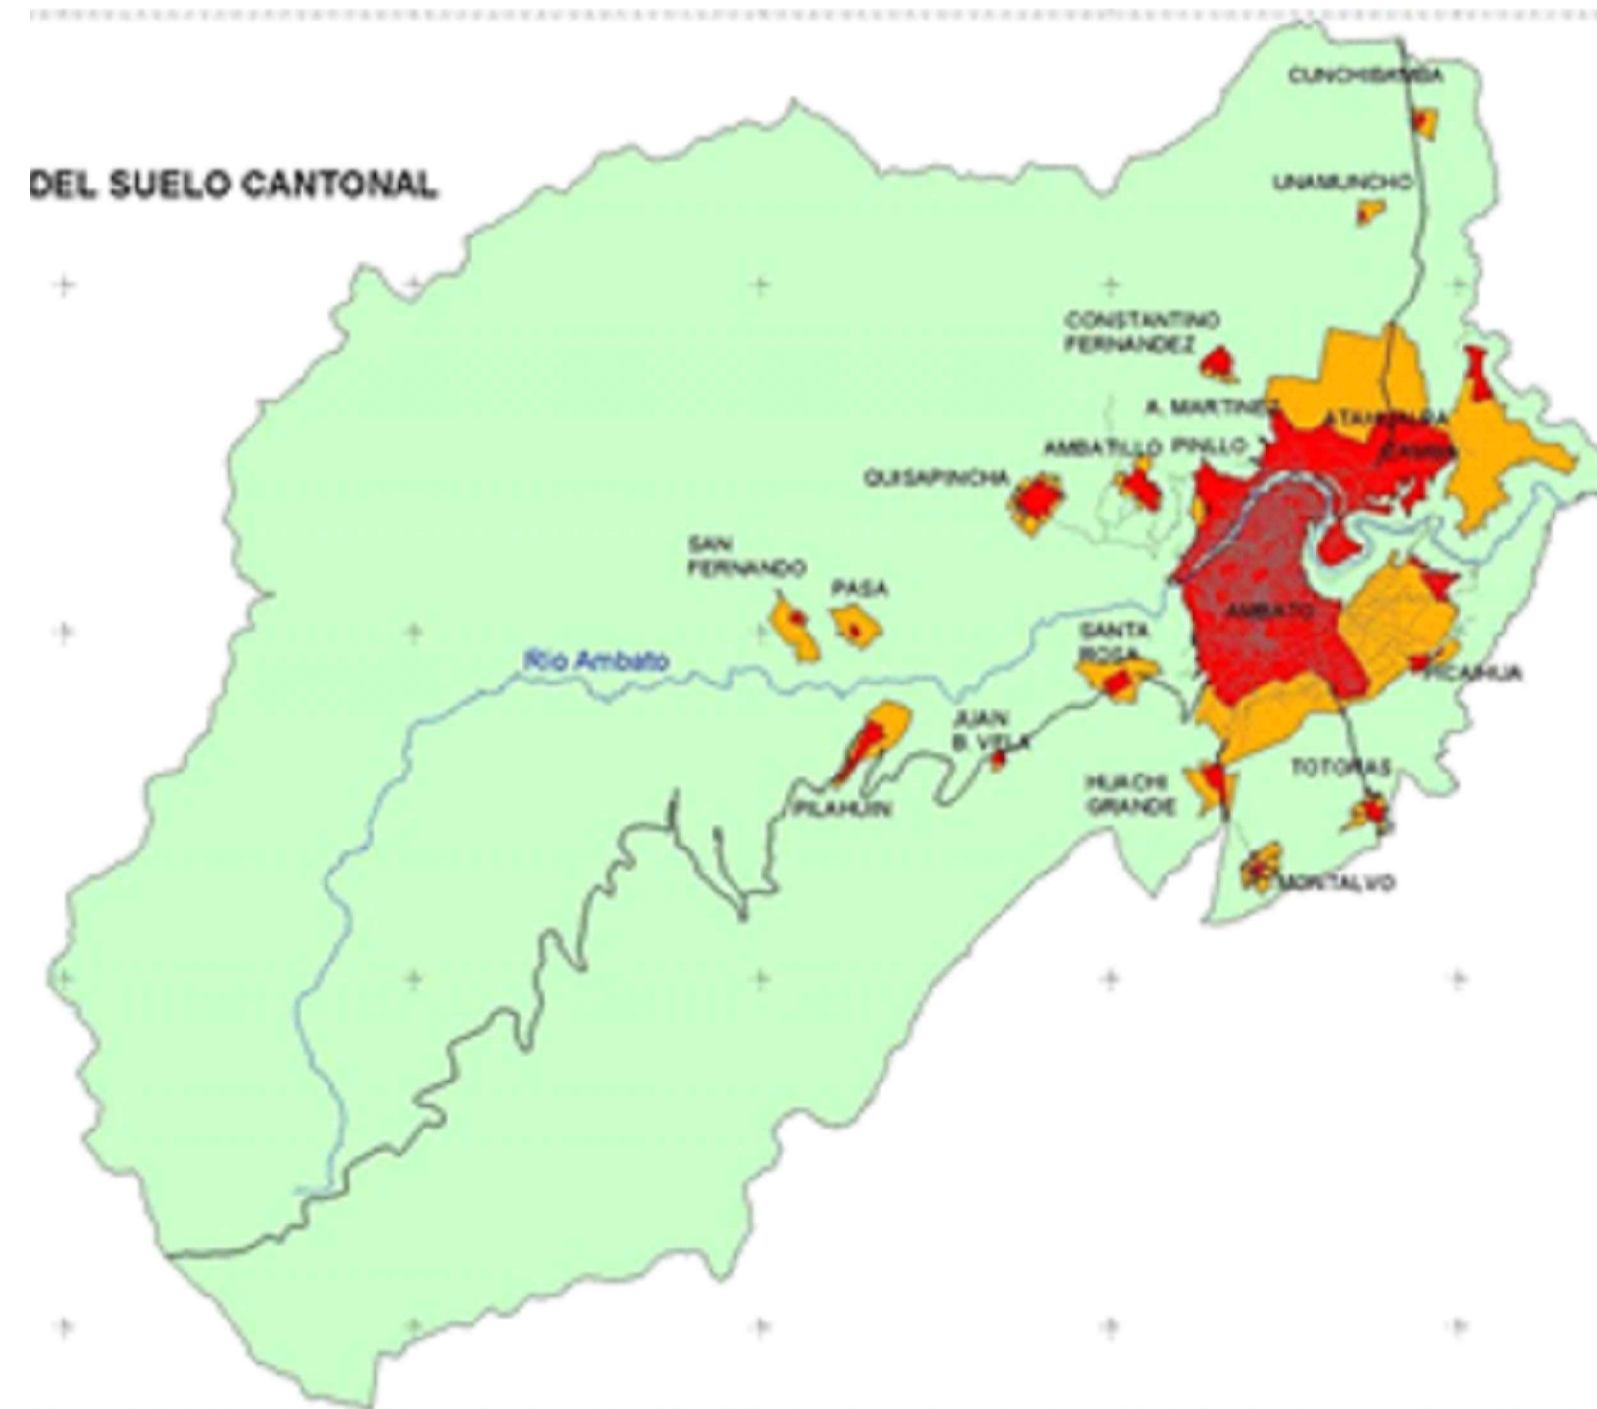 CUNCHIBAMBA
DEL SUELO CANTONAL
UNAMUNCHO
CONSTANTINO
FERNANDEZ
A. MARTINEZ
ATAHUALPA
AMBATILLO
PINLLO
QUISAPINCHA
SAN
FERNANDO
PASA
AMBATO
SANTA
ROSA
Río Ambato
PICAIHUA
JUAN
B. VELA
TOTORAS
HUACHI
GRANDE
PILAHUIN
MONTALVO